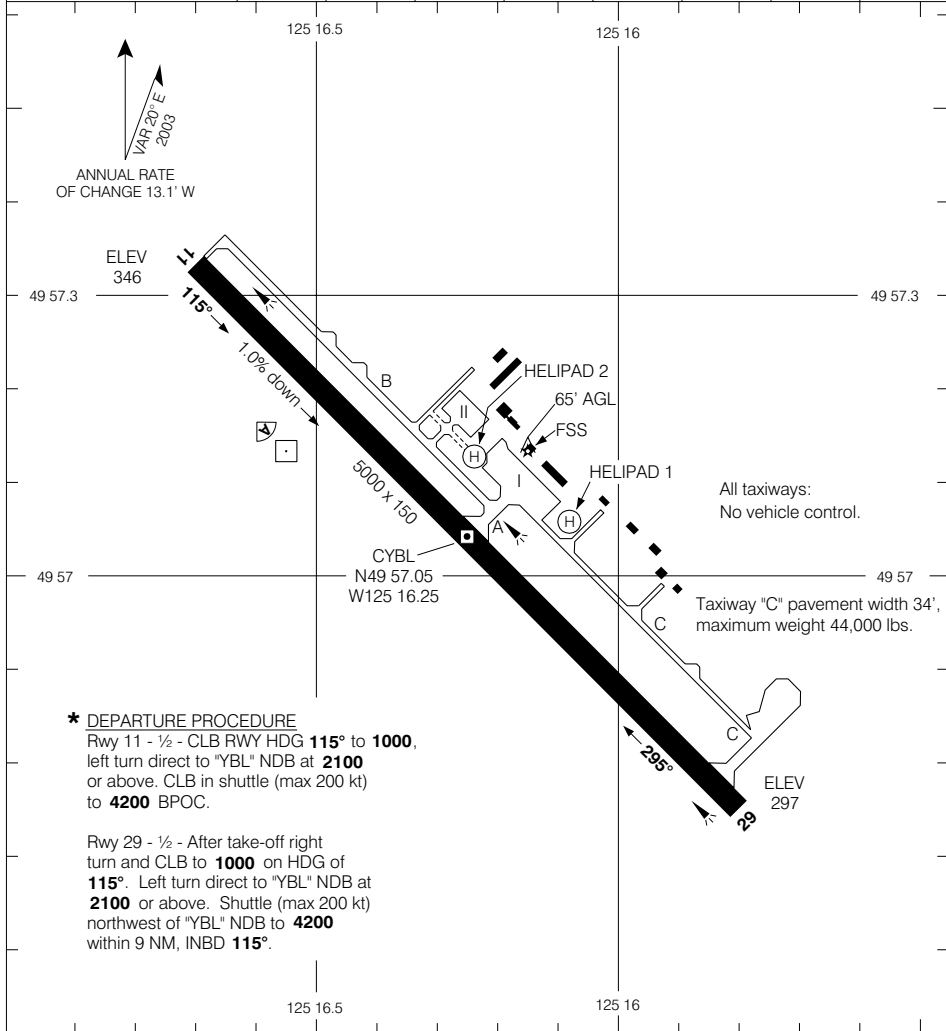 125 16.5
125 16
VAR 20° E
2003
ANNUAL RATE
OF CHANGE 13.1' W
ELEV
346
11
49 57.3
49 57.3
115°
1.0% down
B
HELIPAD 2
65' AGL
II
FSS
A
H
HELIPAD 1
I
5000 x 150
H
All taxiways:
No vehicle control.
A
CYBL
N49 57.05
W125 16.25
49 57
49 57
Taxiway "C" pavement width 34',
maximum weight 44,000 lbs.
C
C
* DEPARTURE PROCEDURE
Rwy 11 - ½ - CLB RWY HDG 115° to 1000,
left turn direct to "YBL" NDB at 2100
or above. CLB in shuttle (max 200 kt)
to 4200 BPOC.
295°
ELEV
297
29
Rwy 29 - ½ - After take-off right
turn and CLB to 1000 on HDG of
115°. Left turn direct to "YBL" NDB at
2100 or above. Shuttle (max 200 kt)
northwest of "YBL" NDB to 4200
within 9 NM, INBD 115°.
125 16.5
125 16